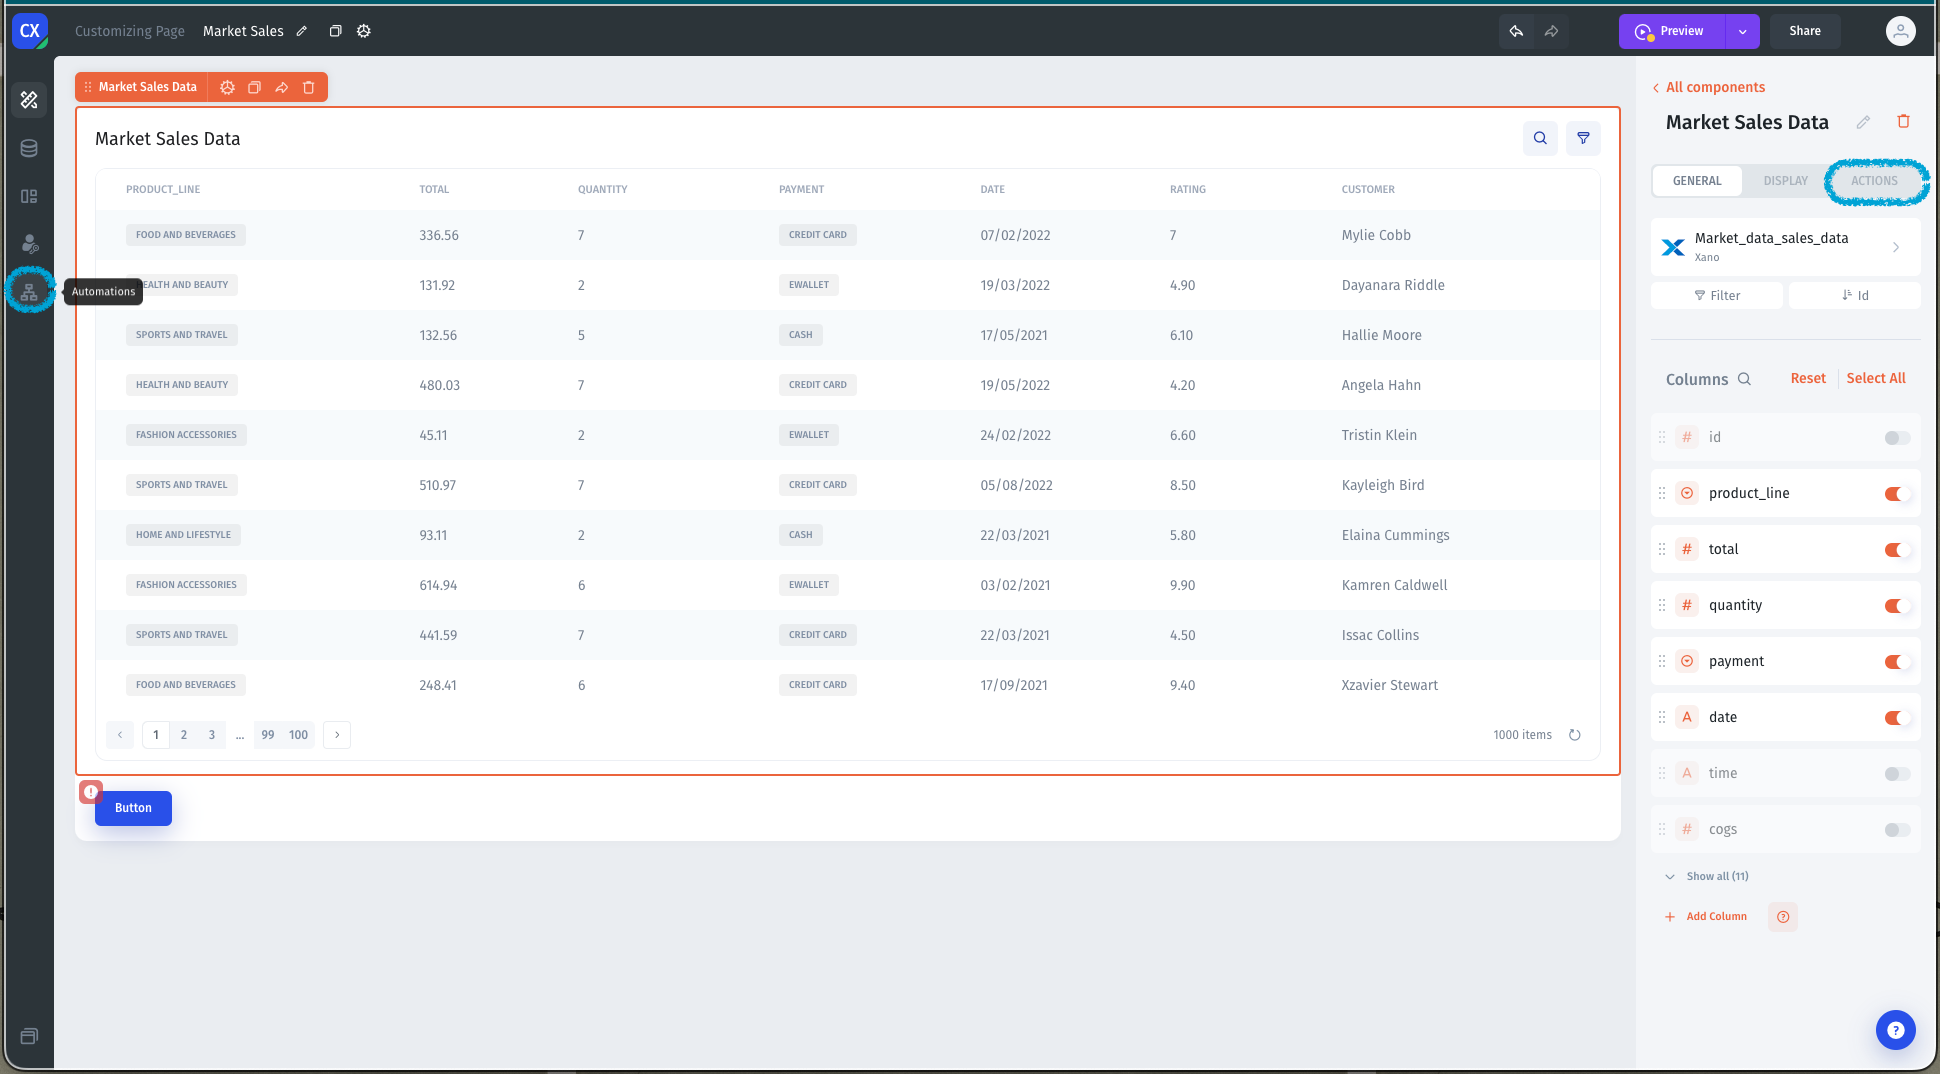 CX
Customizing Page Market Sales
Preview
Share
Market Sales Data
Market Sales Data
PRODUCT_LINE TOTAL QUANTITY PAYMENT DATE RATING CUSTOMER
FOOD AND BEVERAGES 336.56 7 CREDIT CARD 07/02/2022 7 Mylie Cobb
EALTH AND BEAUTY 131.92 2 EWALLET 19/03/2022 4.90 Dayanara Riddle
Automations
SPORTS AND TRAVEL 132.56 5 CASH 17/05/2021 6.10 Hallie Moore
HEALTH AND BEAUTY 480.03 7 CREDIT CARD 19/05/2022 4.20 Angela Hahn
FASHION ACCESSORIES 45.11 2 EWALLET 24/02/2022 6.60 Tristin Klein
SPORTS AND TRAVEL 510.97 7 CREDIT CARD 05/08/2022 8.50 Kayleigh Bird
HOME AND LIFESTYLE 93.11 2 CASH 22/03/2021 5.80 Elaina Cummings
FASHION ACCESSORIES 614.94 6 EWALLET 03/02/2021 9.90 Kamren Caldwell
SPORTS AND TRAVEL 441.59 7 CREDIT CARD 22/03/2021 4.50 Issac Collins
FOOD AND BEVERAGES 248.41 6 CREDIT CARD 17/09/2021 9.40 Xzavier Stewart
< 1 2 3 ... 99 100 > 1000 items
!
Button
< All components
Market Sales Data
GENERAL DISPLAY ACTIONS
Market_data_sales_data
Xano
Filter Id
Columns Reset Select All
# id
product_line
# total
# quantity
payment
A date
A time
# cogs
Show all (11)
+ Add Column ?
?